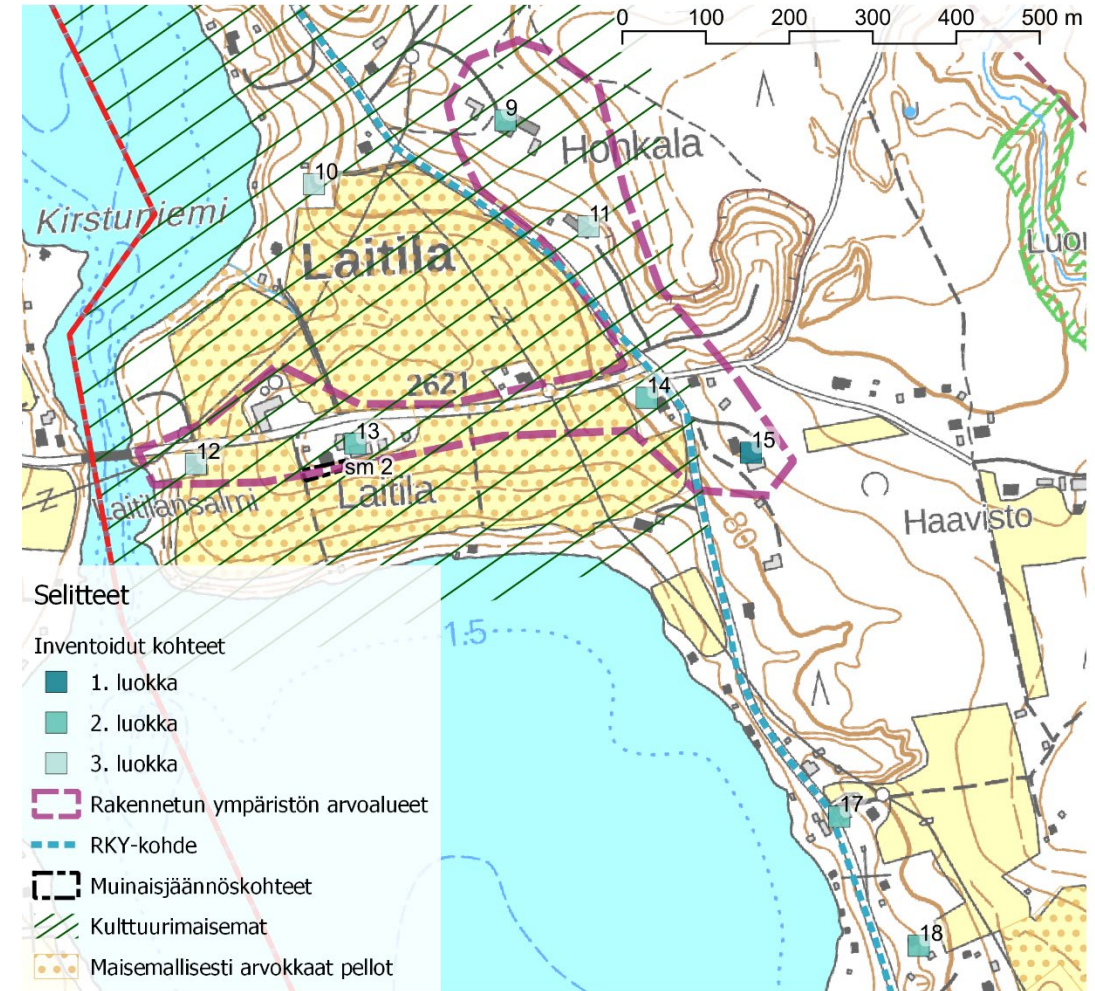 0 100 200 300 400 500 m
9
Honkala
10
Kirstuniemi
11
Laitila
2621
14
13
15
12
sm 2
Laitila
Laitilansalmi
80
Haavisto
1.5
Selitteet
Inventoidut kohteet
1. luokka
2. luokka
3. luokka
Rakennetun ympäristön arvoalueet
RKY-kohde
Muinaisjäännöskohteet
Kulttuurimaisemat
Maisemallisesti arvokkaat pellot
17
18